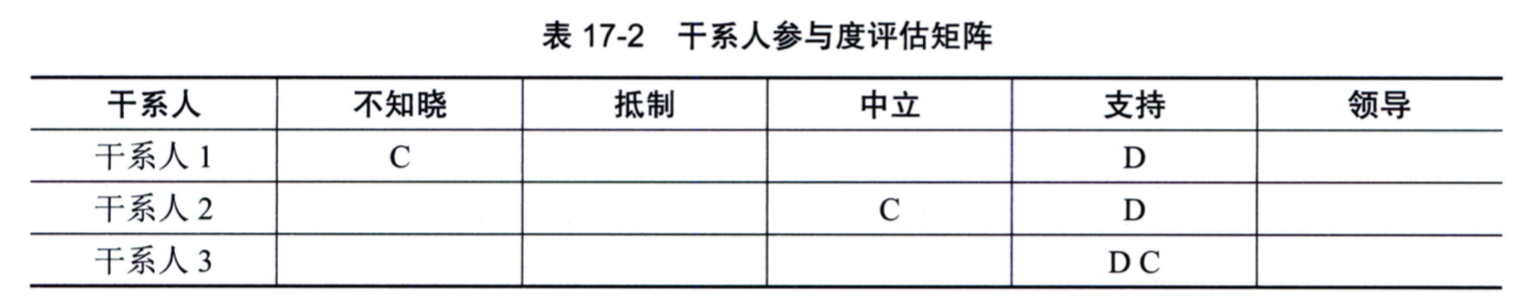 表 17-2 干系人参与度评估矩阵
干系人 不知晓 抵制 中立 支持 领导
干系人 1 C D
干系人 2 C D
干系人 3 D C